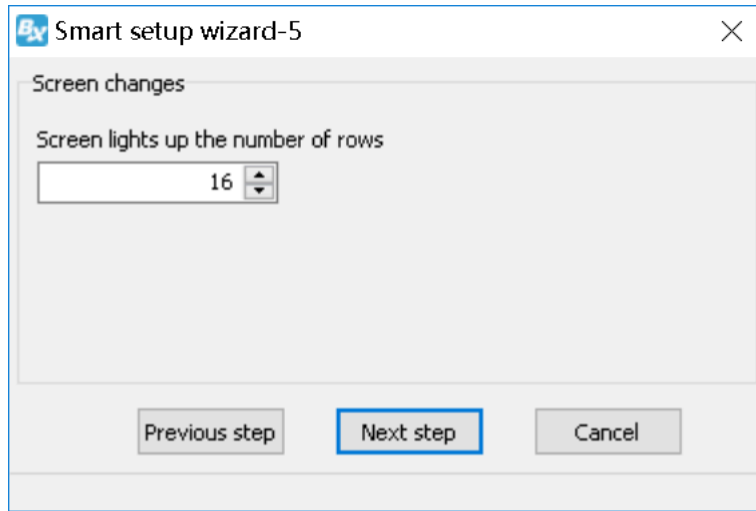 BX Smart setup wizard-5
Screen changes
Screen lights up the number of rows
16
Previous step Next step Cancel